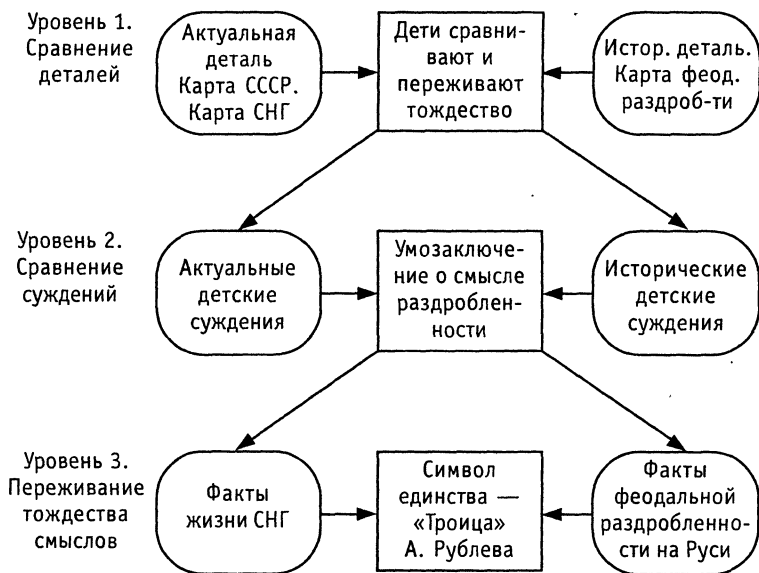 Уровень 1.
Сравнение
деталей
Актуальная
деталь
Карта СССР.
Карта СНГ
Дети сравни-
вают и
переживают
тождество
Истор. деталь.
Карта феод.
раздроб-ти
Уровень 2.
Сравнение
суждений
Актуальные
детские
суждения
Умозаключе-
ние о смысле
раздроблен-
ности
Исторические
детские
суждения
Уровень 3.
Переживание
тождества
смыслов
Факты
жизни СНГ
Символ
единства —
«Троица»
А. Рублева
Факты
феодальной
раздробленно-
сти на Руси